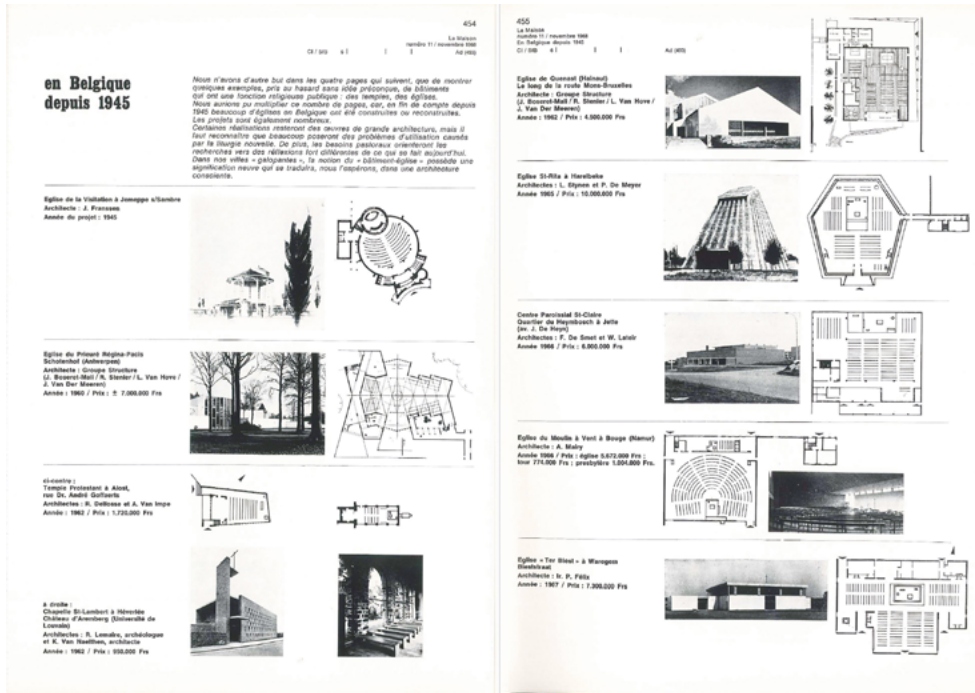 454
La Maison
numéro 11 / novembre 1968
CI / SfB
Ad (493)
en Belgique
depuis 1945
Nous n'avons d'autre but dans les quatre pages qui suivent, que de montrer
quelques exemples, pris au hasard sans idée préconçue, de bâtiments
qui ont une fonction religieuse publique : des temples, des églises.
Nous aurions pu multiplier ce nombre de pages, car, en fin de compte depuis
1945 beaucoup d'églises en Belgique ont été construites ou reconstruites.
Les projets sont également nombreux.
Certaines réalisations resteront des œuvres de grande architecture, mais il
faut reconnaître que beaucoup poseront des problèmes d'utilisation causés
par la liturgie nouvelle. De plus, les besoins pastoraux orienteront les
recherches vers des réflexions fort différentes de ce qui se fait aujourd'hui.
Dans nos villes « galopantes », la notion du « bâtiment-église » possède une
signification neuve qui se traduira, nous l'espérons, dans une architecture
consciente.
Eglise de la Visitation à Jemeppe s/Sambre
Architecte : J. Franssen
Année du projet : 1945
Eglise du Prieuré Régina-Pacis
Schotenhof (Antwerpen)
Architecte : Groupe Structure
(J. Boseret-Mali / R. Stenier / L. Van Hove /
J. Van Der Meeren)
Année : 1960 / Prix : ± 7.000.000 Frs
ci-contre :
Temple Protestant à Alost,
rue Dr. André Goffaerts
Architectes : R. Dellosse et A. Van Impe
Année : 1962 / Prix : 1.720.000 Frs
à droite :
Chapelle St-Lambert à Héverlée
Château d'Arenberg (Université de
Louvain)
Architectes : R. Lemaire, archéologue
et K. Van Nuelthen, architecte
Année : 1962 / Prix : 950.000 Frs
455
La Maison
numéro 11 / novembre 1968
En Belgique depuis 1945
CI / SfB
Ad (493)
Eglise de Quenast (Hainaut)
Le long de la route Mons-Bruxelles
Architecte : Groupe Structure
(J. Boseret-Mali / R. Stenier / L. Van Hove /
J. Van Der Meeren)
Année : 1962 / Prix : 4.500.000 Frs
Eglise St-Rita à Harelbeke
Architectes : L. Stynen et P. De Meyer
Année 1965 / Prix : 10.000.000 Frs
Centre Paroissial St-Claire
Quartier du Heymbosch à Jette
(av. J. De Heyn)
Architectes : F. De Smet et W. Laloir
Année 1966 / Prix : 6.800.000 Frs
Eglise du Moulin à Vent à Bouge (Namur)
Architecte : A. Mairy
Année 1966 / Prix : église 5.672.000 Frs ;
tour 774.000 Frs ; presbytère 1.804.000 Frs.
Eglise « Ter Biest » à Waregem
Biestraat
Architecte : Ir. P. Félix
Année : 1967 / Prix : 7.300.000 Frs